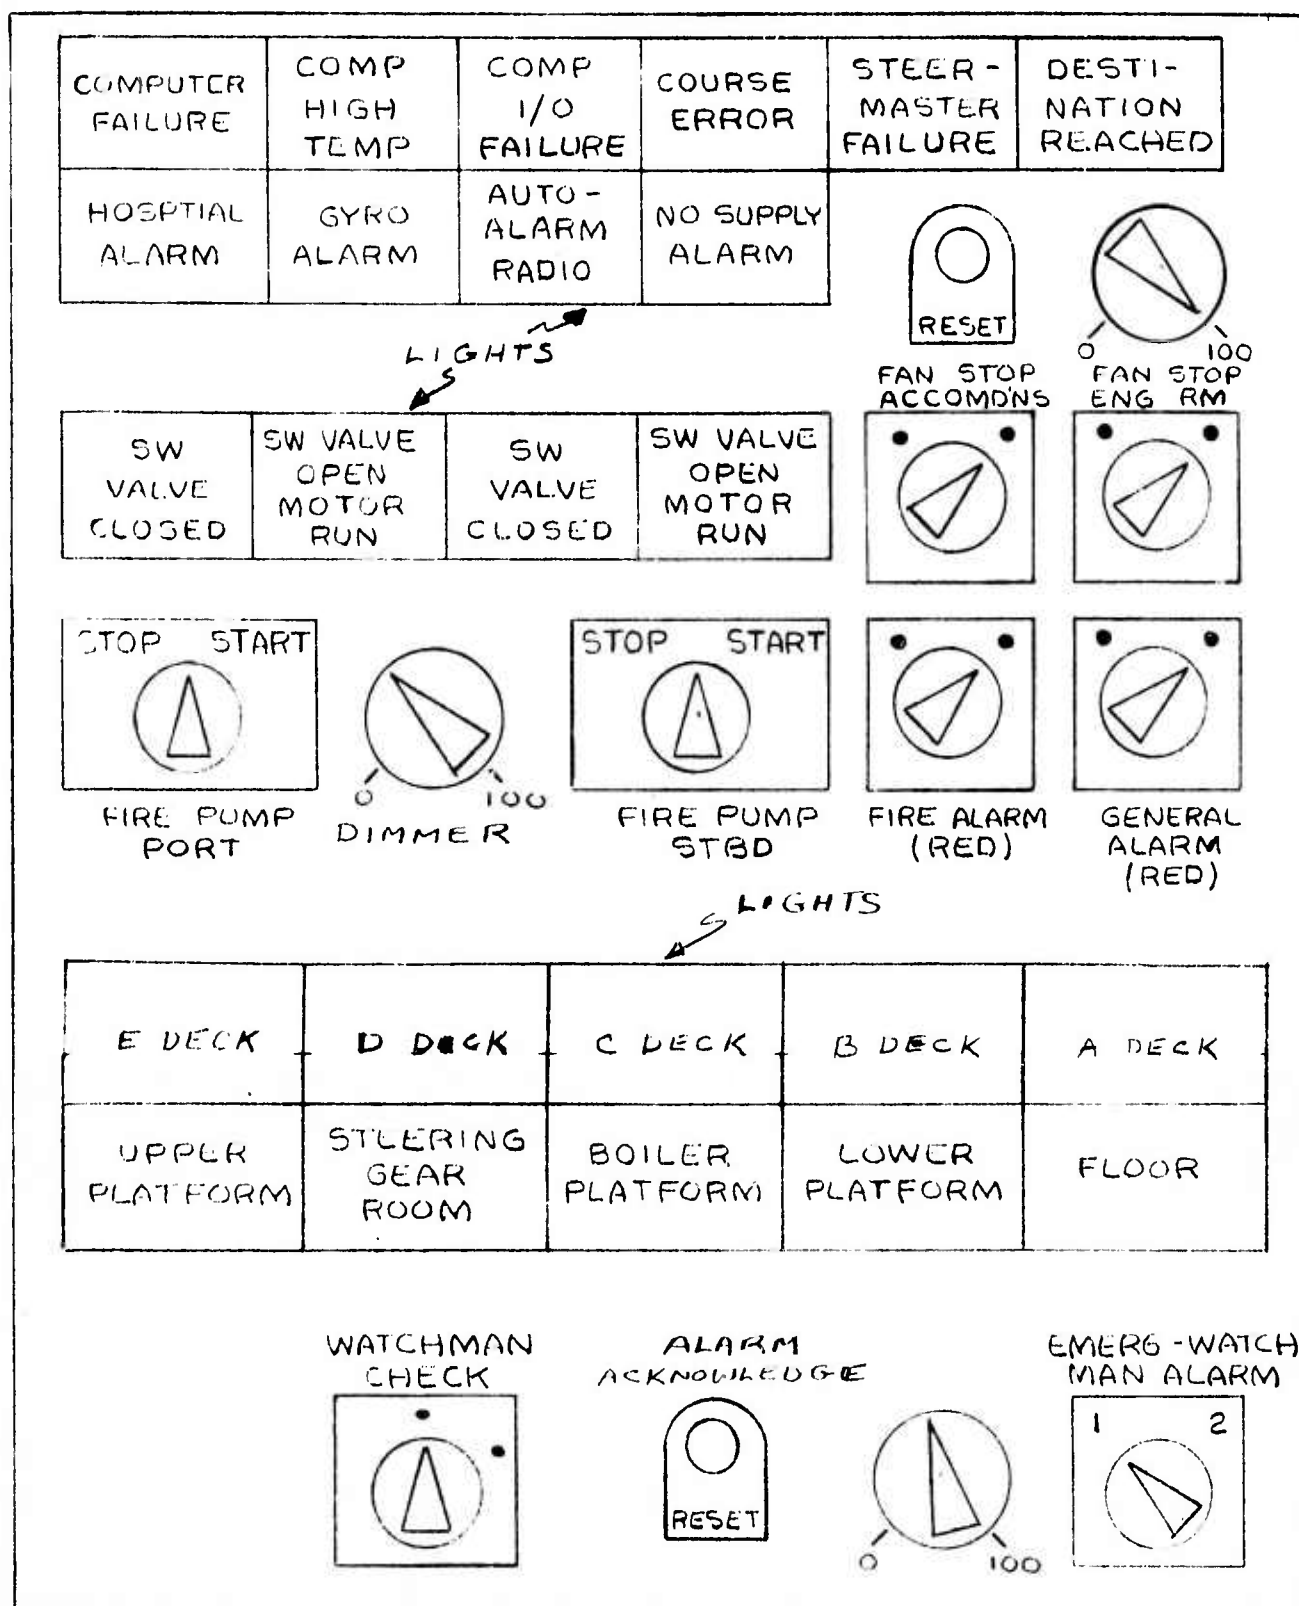 COMPUTER
FAILURE
COMP
HIGH
TEMP
COMP
I/O
FAILURE
COURSE
ERROR
STEER-
MASTER
FAILURE
DESTI-
NATION
REACHED
HOSPTIAL
ALARM
GYRO
ALARM
AUTO-
ALARM
RADIO
NO SUPPLY
ALARM
RESET
0 100
LIGHTS
FAN STOP
ACCOMD'NS
FAN STOP
ENG RM
SW
VALVE
CLOSED
SW VALVE
OPEN
MOTOR
RUN
SW
VALVE
CLOSED
SW VALVE
OPEN
MOTOR
RUN
STOP START
FIRE PUMP
PORT
0 100
DIMMER
STOP START
FIRE PUMP
STBD
FIRE ALARM
(RED)
GENERAL
ALARM
(RED)
LIGHTS
E DECK
D DECK
C DECK
B DECK
A DECK
UPPER
PLATFORM
STEERING
GEAR
ROOM
BOILER
PLATFORM
LOWER
PLATFORM
FLOOR
WATCHMAN
CHECK
ALARM
ACKNOWLEDGE
RESET
0 100
EMERG-WATCH
MAN ALARM
1 2